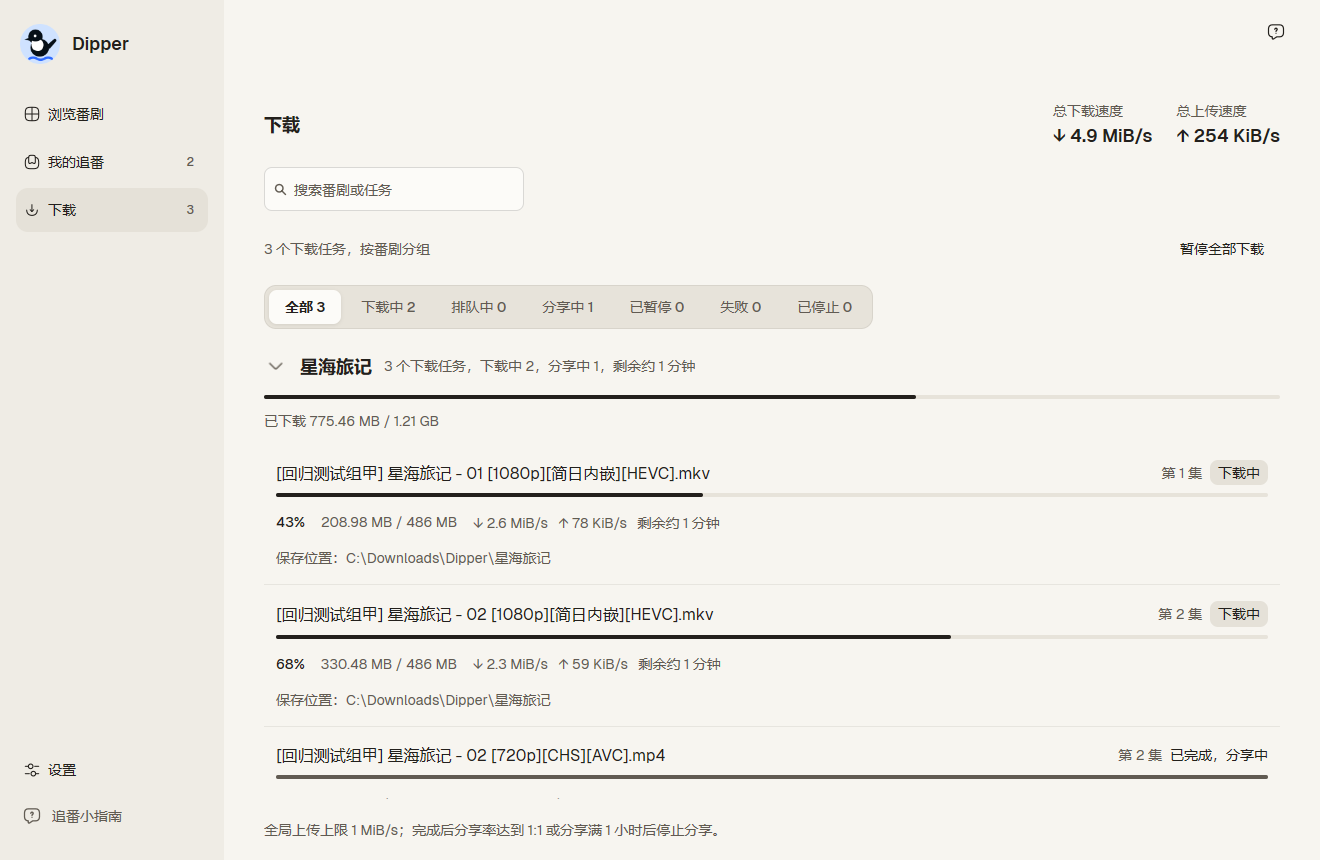 Dipper
浏览番剧
我的追番 2
下载 3
设置
追番小指南
下载
总下载速度 总上传速度
↓ 4.9 MiB/s ↑ 254 KiB/s
搜索番剧或任务
3 个下载任务，按番剧分组 暂停全部下载
全部 3 下载中 2 排队中 0 分享中 1 已暂停 0 失败 0 已停止 0
星海旅记 3 个下载任务，下载中 2，分享中 1，剩余约 1 分钟
已下载 775.46 MB / 1.21 GB
[回归测试组甲] 星海旅记 - 01 [1080p][简日内嵌][HEVC].mkv 第 1 集 下载中
43% 208.98 MB / 486 MB ↓ 2.6 MiB/s ↑ 78 KiB/s 剩余约 1 分钟
保存位置：C:\Downloads\Dipper\星海旅记
[回归测试组甲] 星海旅记 - 02 [1080p][简日内嵌][HEVC].mkv 第 2 集 下载中
68% 330.48 MB / 486 MB ↓ 2.3 MiB/s ↑ 59 KiB/s 剩余约 1 分钟
保存位置：C:\Downloads\Dipper\星海旅记
[回归测试组甲] 星海旅记 - 02 [720p][CHS][AVC].mp4 第 2 集 已完成，分享中
全局上传上限 1 MiB/s；完成后分享率达到 1:1 或分享满 1 小时后停止分享。